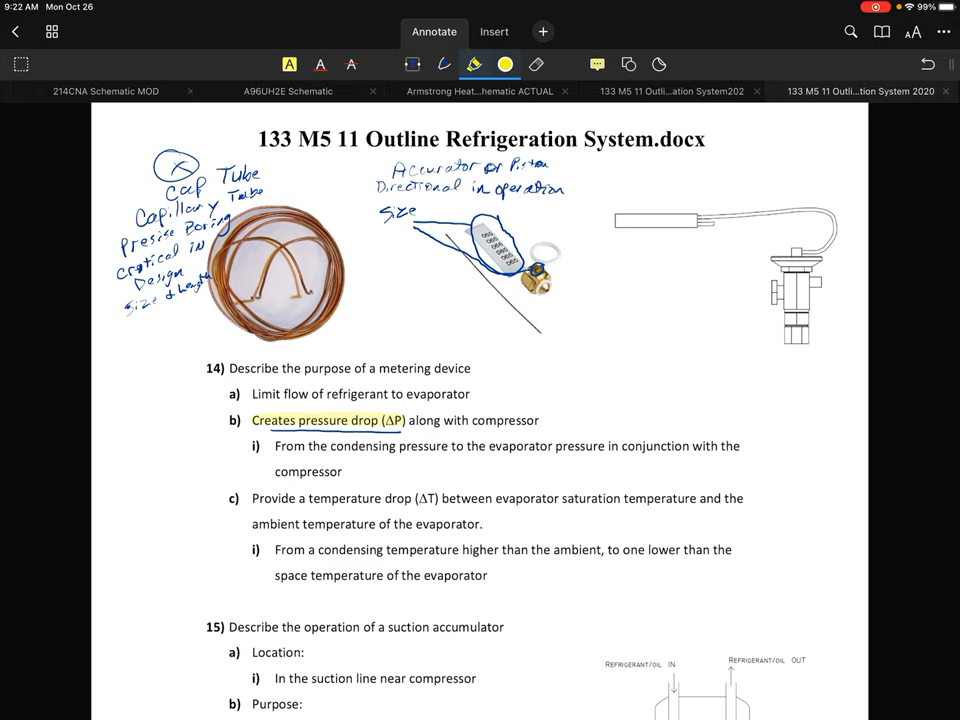 9:22 AM Mon Oct 26
99%
Annotate
Insert
AA
A
A
A
T
214CNA Schematic MOD
A96UH2E Schematic
Armstrong Heat...hematic ACTUAL
133 M5 11 Outli...ation System202
133 M5 11 Outli...tion System 2020
133 M5 11 Outline Refrigeration System.docx
X
Cap Tube
Capillary Tube
Presise Boring
Critical in
Design
Size & Length
Accurator or Piston
Directional in operation
Size
090
090
090
090
090
14) Describe the purpose of a metering device
a) Limit flow of refrigerant to evaporator
b) Creates pressure drop (ΔP) along with compressor
i) From the condensing pressure to the evaporator pressure in conjunction with the
compressor
c) Provide a temperature drop (ΔT) between evaporator saturation temperature and the
ambient temperature of the evaporator.
i) From a condensing temperature higher than the ambient, to one lower than the
space temperature of the evaporator
15) Describe the operation of a suction accumulator
a) Location:
i) In the suction line near compressor
b) Purpose:
REFRIGERANT/OIL IN
REFRIGERANT/OIL OUT